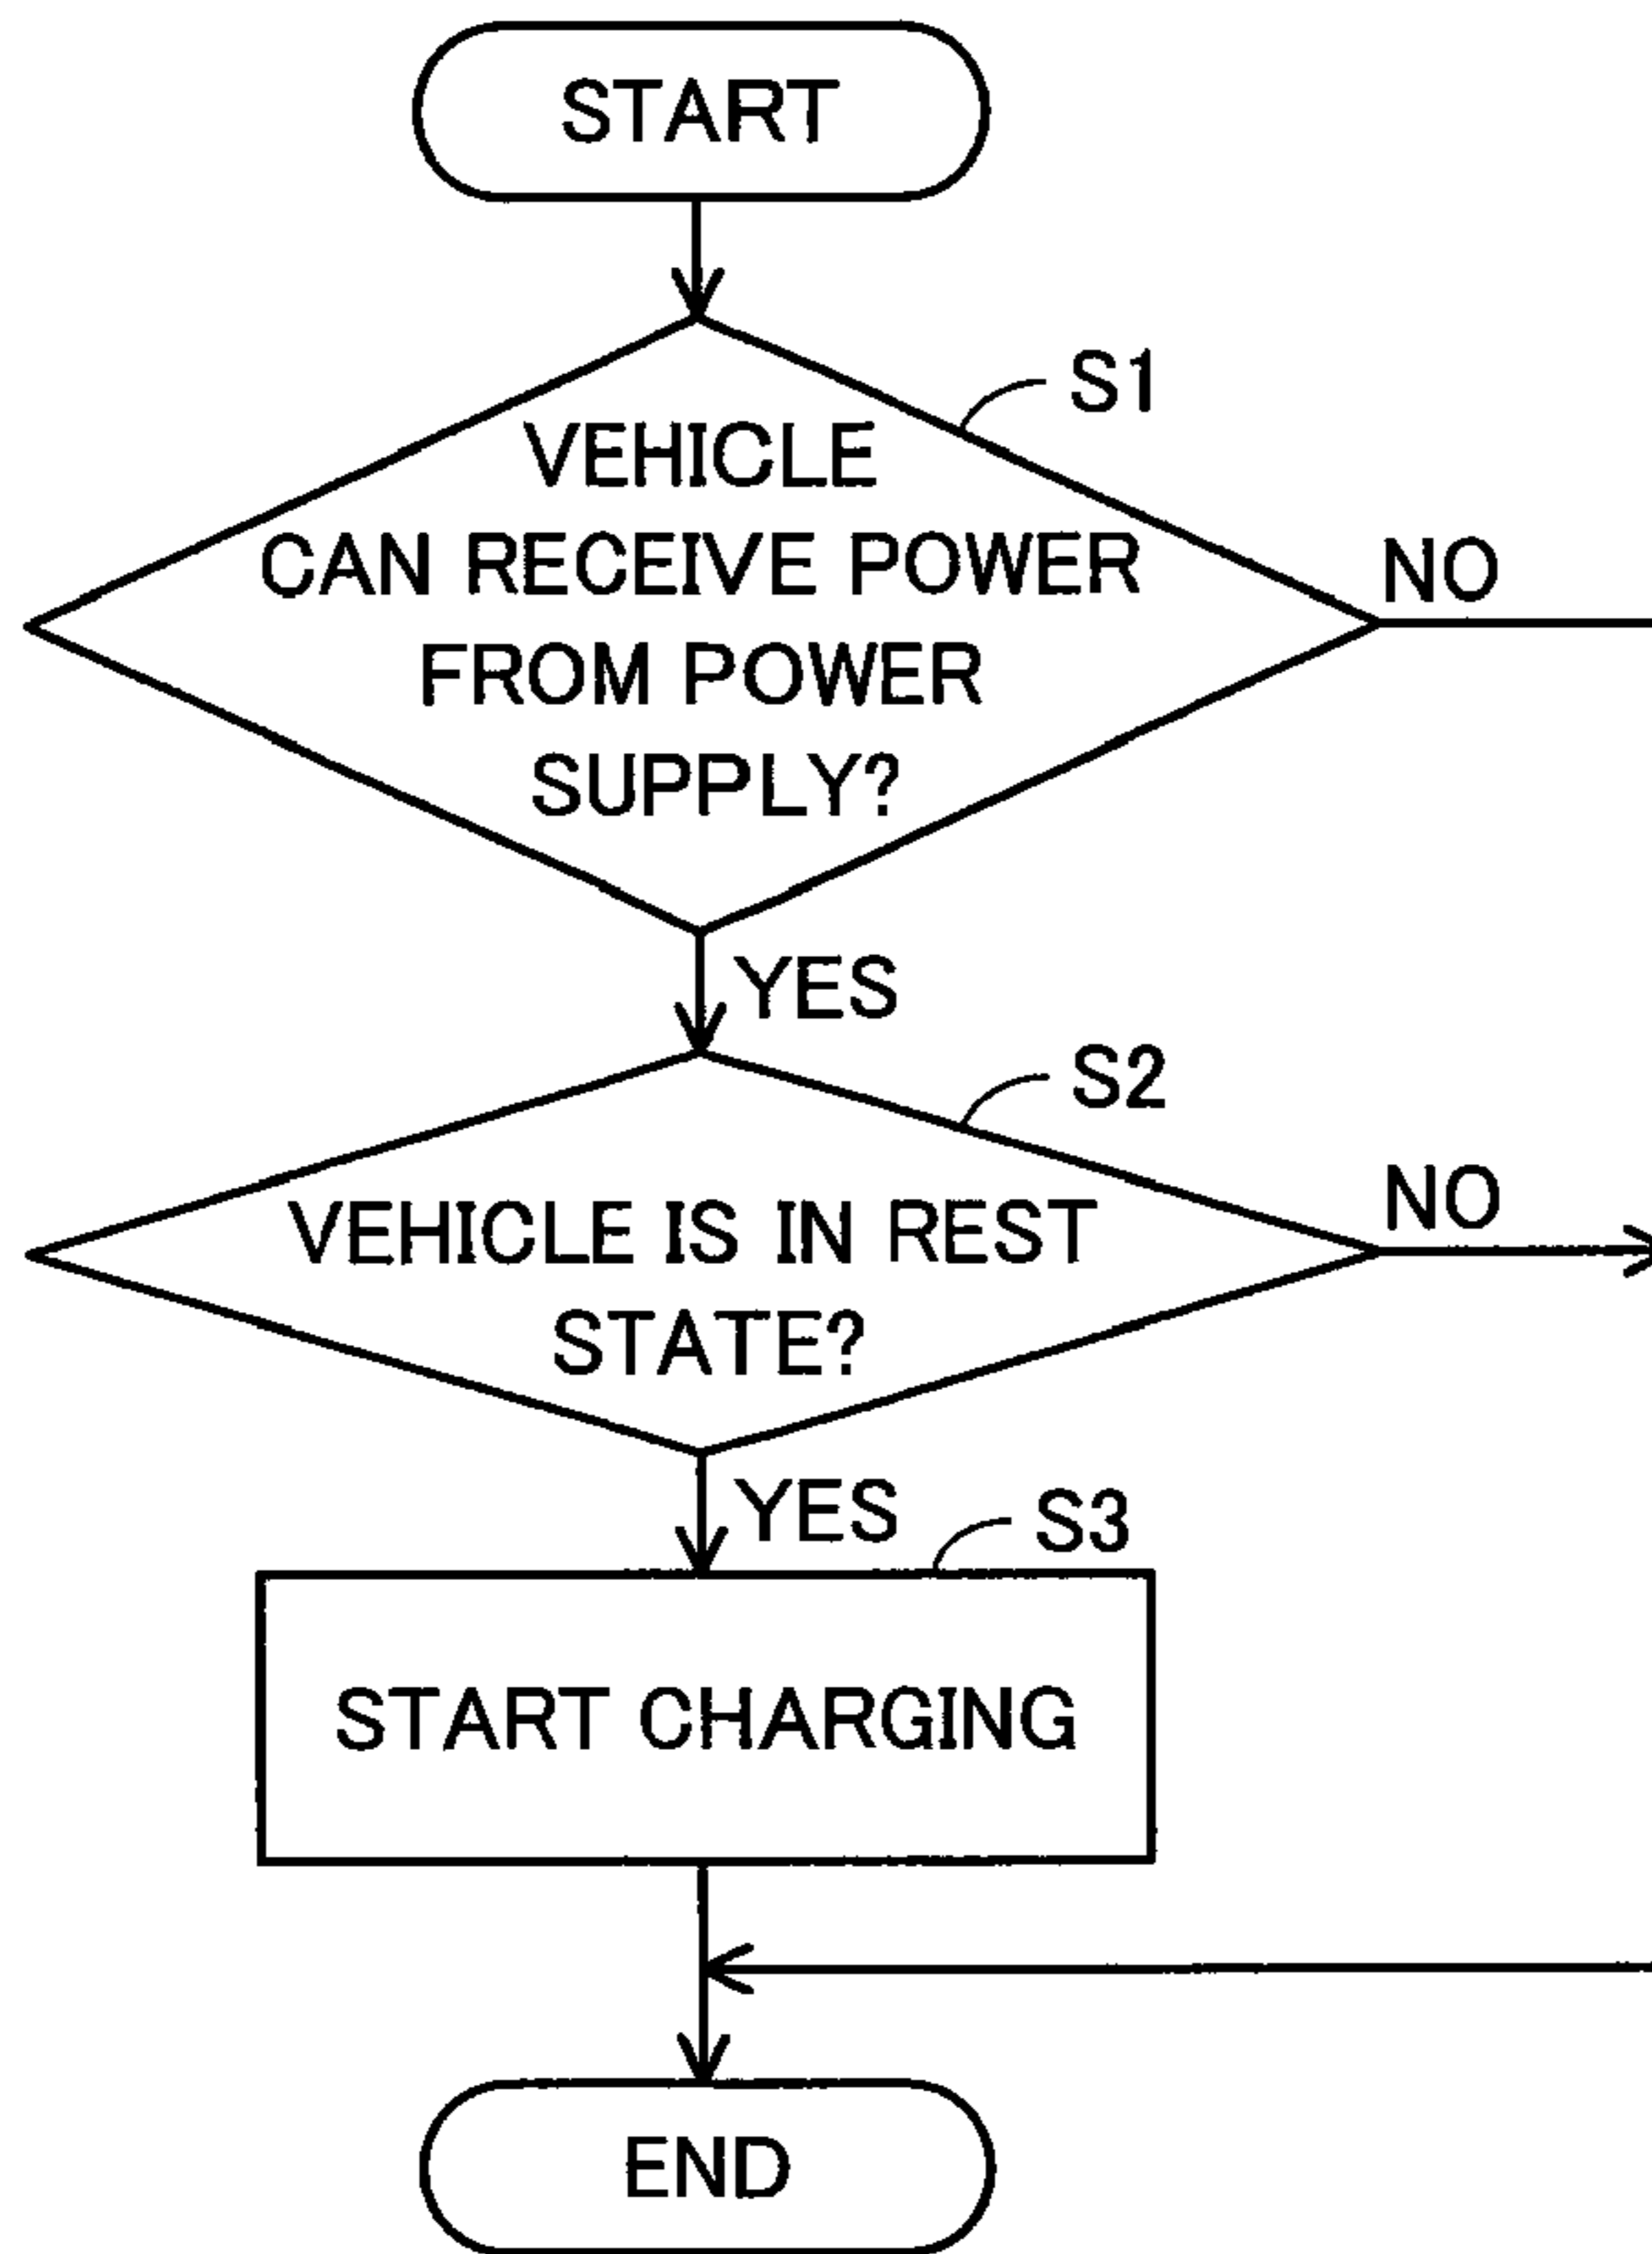 START
S1
VEHICLE
CAN RECEIVE POWER
FROM POWER
SUPPLY?
NO
YES
S2
VEHICLE IS IN REST
STATE?
NO
YES
S3
START CHARGING
END